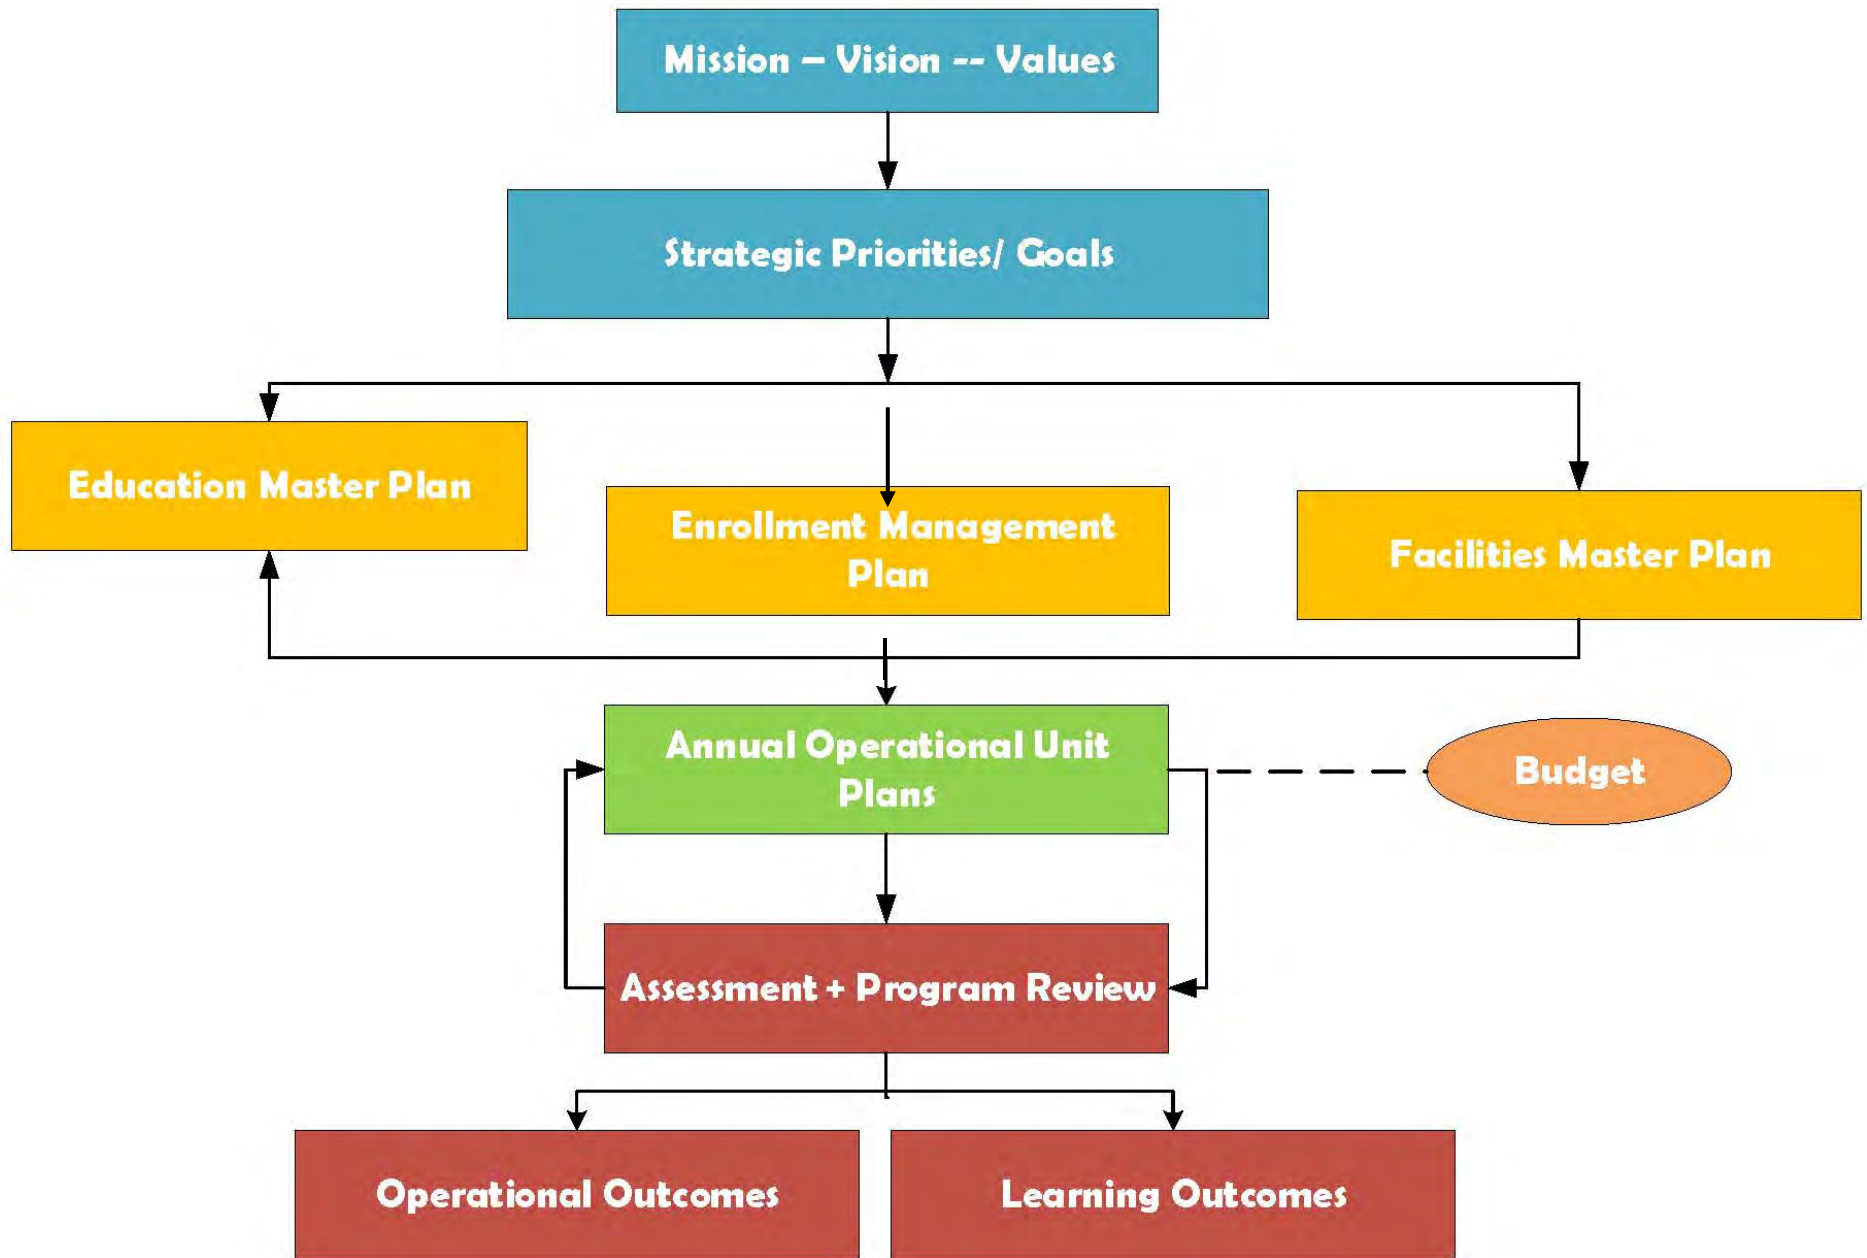 Mission – Vision -- Values
Strategic Priorities/ Goals
Education Master Plan
Enrollment Management
Plan
Facilities Master Plan
Annual Operational Unit
Plans
Budget
Assessment + Program Review
Operational Outcomes
Learning Outcomes